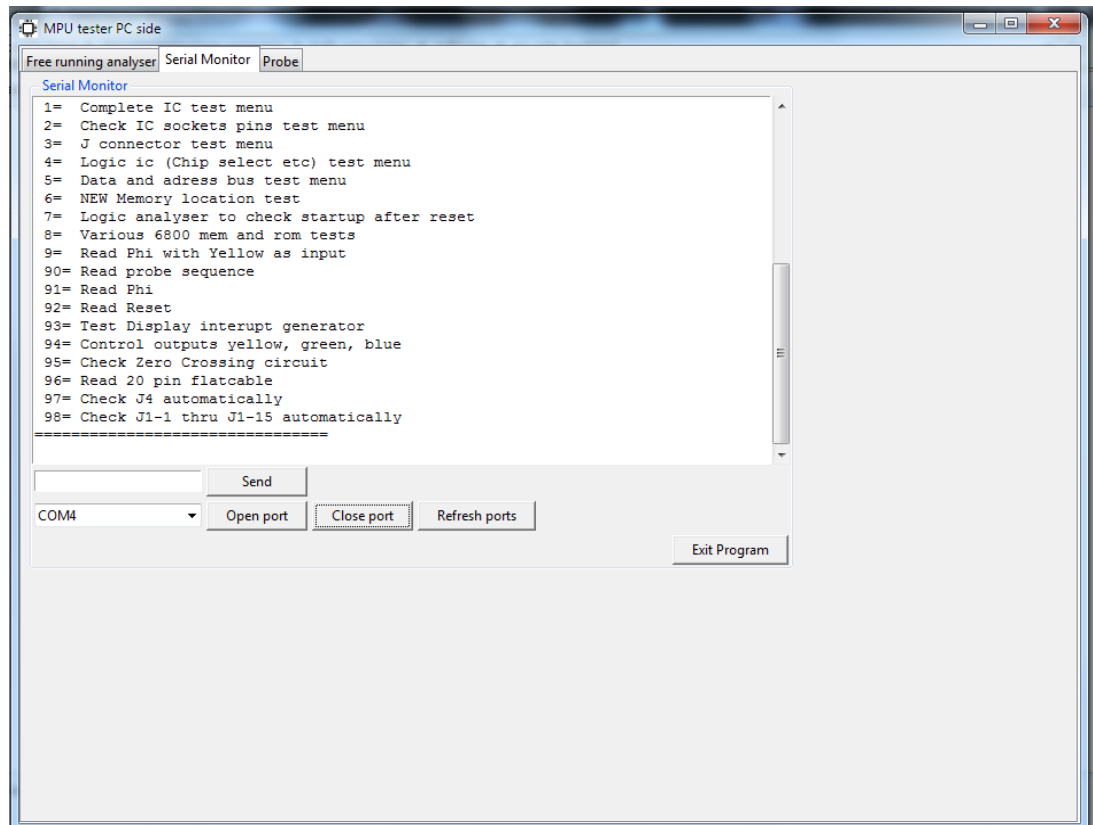 MPU tester PC side
Free running analyser Serial Monitor Probe
Serial Monitor
1= Complete IC test menu
2= Check IC sockets pins test menu
3= J connector test menu
4= Logic ic (Chip select etc) test menu
5= Data and adress bus test menu
6= NEW Memory location test
7= Logic analyser to check startup after reset
8= Various 6800 mem and rom tests
9= Read Phi with Yellow as input
90= Read probe sequence
91= Read Phi
92= Read Reset
93= Test Display interupt generator
94= Control outputs yellow, green, blue
95= Check Zero Crossing circuit
96= Read 20 pin flatcable
97= Check J4 automatically
98= Check J1-1 thru J1-15 automatically
================================
Send
COM4 Open port Close port Refresh ports
Exit Program